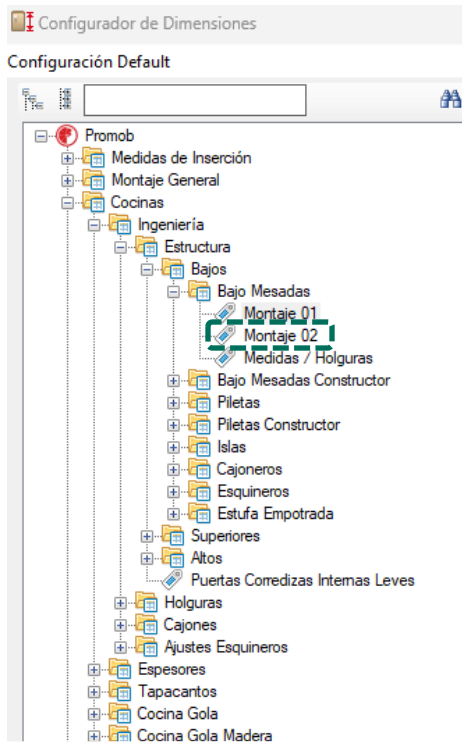 Configurador de Dimensiones
Configuración Default
Promob
Medidas de Inserción
Montaje General
Cocinas
Ingeniería
Estructura
Bajos
Bajo Mesadas
Montaje 01
Montaje 02
Medidas / Holguras
Bajo Mesadas Constructor
Piletas
Piletas Constructor
Islas
Cajoneros
Esquineros
Estufa Empotrada
Superiores
Altos
Puertas Corredizas Internas Leves
Holguras
Cajones
Ajustes Esquineros
Espesores
Tapacantos
Cocina Gola
Cocina Gola Madera